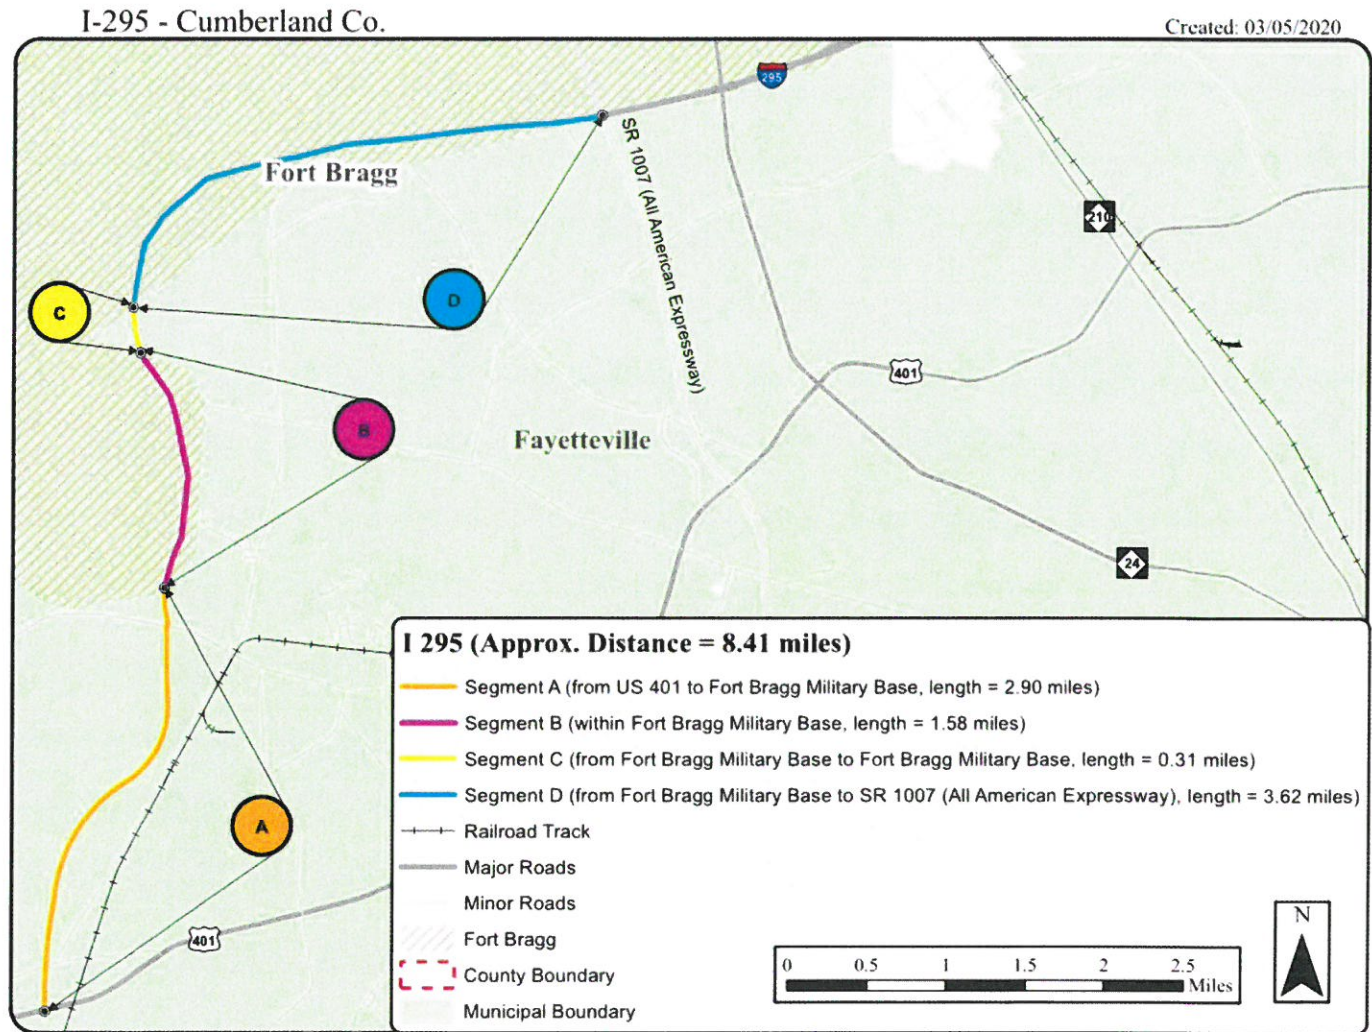 I-295 - Cumberland Co.
Created: 03/05/2020
295
SR 1007 (All American Expressway)
Fort Bragg
210
C
D
401
B
Fayetteville
24
A
401
I 295 (Approx. Distance = 8.41 miles)
Segment A (from US 401 to Fort Bragg Military Base, length = 2.90 miles)
Segment B (within Fort Bragg Military Base, length = 1.58 miles)
Segment C (from Fort Bragg Military Base to Fort Bragg Military Base, length = 0.31 miles)
Segment D (from Fort Bragg Military Base to SR 1007 (All American Expressway), length = 3.62 miles)
Railroad Track
Major Roads
Minor Roads
Fort Bragg
County Boundary
Municipal Boundary
0 0.5 1 1.5 2 2.5
Miles
N